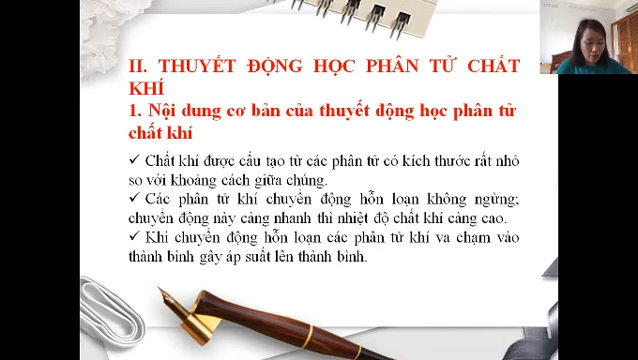 II. THUYẾT ĐỘNG HỌC PHÂN TỬ CHẤT
KHÍ
1. Nội dung cơ bản của thuyết động học phân tử
chất khí
✓ Chất khí được cấu tạo từ các phân tử có kích thước rất nhỏ
so với khoảng cách giữa chúng.
✓ Các phân tử khí chuyển động hỗn loạn không ngừng;
chuyển động này càng nhanh thì nhiệt độ chất khí càng cao.
✓ Khi chuyển động hỗn loạn các phân tử khí va chạm vào
thành bình gây áp suất lên thành bình.